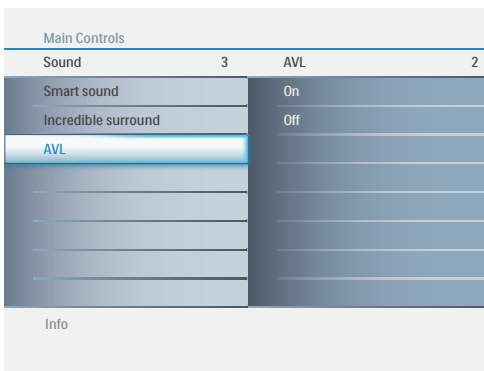 Main Controls
Sound 3 AVL 2
Smart sound On
Incredible surround Off
AVL
Info